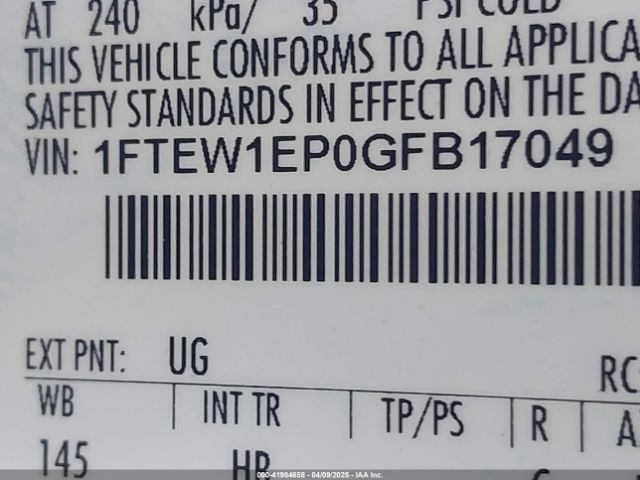 AT 240 kPa/ 35 PSI COLD
THIS VEHICLE CONFORMS TO ALL APPLICA
SAFETY STANDARDS IN EFFECT ON THE DA
VIN: 1FTEW1EP0GFB17049
EXT PNT: UG
RC
WB INT TR TP/PS R A
145 HP
000-41984658 - 04/09/2025 - IAA Inc.